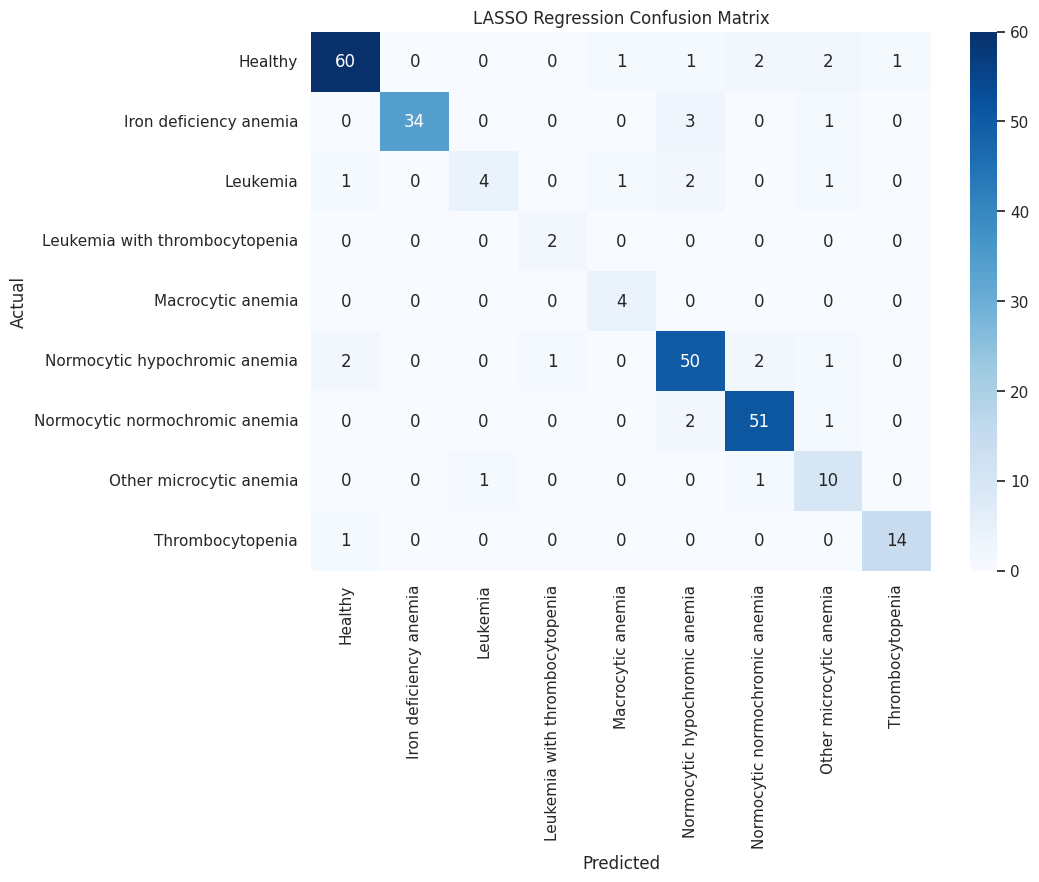 LASSO Regression Confusion Matrix
Healthy 60 0 0 0 1 1 2 2 1
Iron deficiency anemia 0 34 0 0 0 3 0 1 0
Leukemia 1 0 4 0 1 2 0 1 0
Leukemia with thrombocytopenia 0 0 0 2 0 0 0 0 0
Macrocytic anemia 0 0 0 0 4 0 0 0 0
Normocytic hypochromic anemia 2 0 0 1 0 50 2 1 0
Normocytic normochromic anemia 0 0 0 0 0 2 51 1 0
Other microcytic anemia 0 0 1 0 0 0 1 10 0
Thrombocytopenia 1 0 0 0 0 0 0 0 14
Actual
Healthy
Iron deficiency anemia
Leukemia
Leukemia with thrombocytopenia
Macrocytic anemia
Normocytic hypochromic anemia
Normocytic normochromic anemia
Other microcytic anemia
Thrombocytopenia
Predicted
60
50
40
30
20
10
0